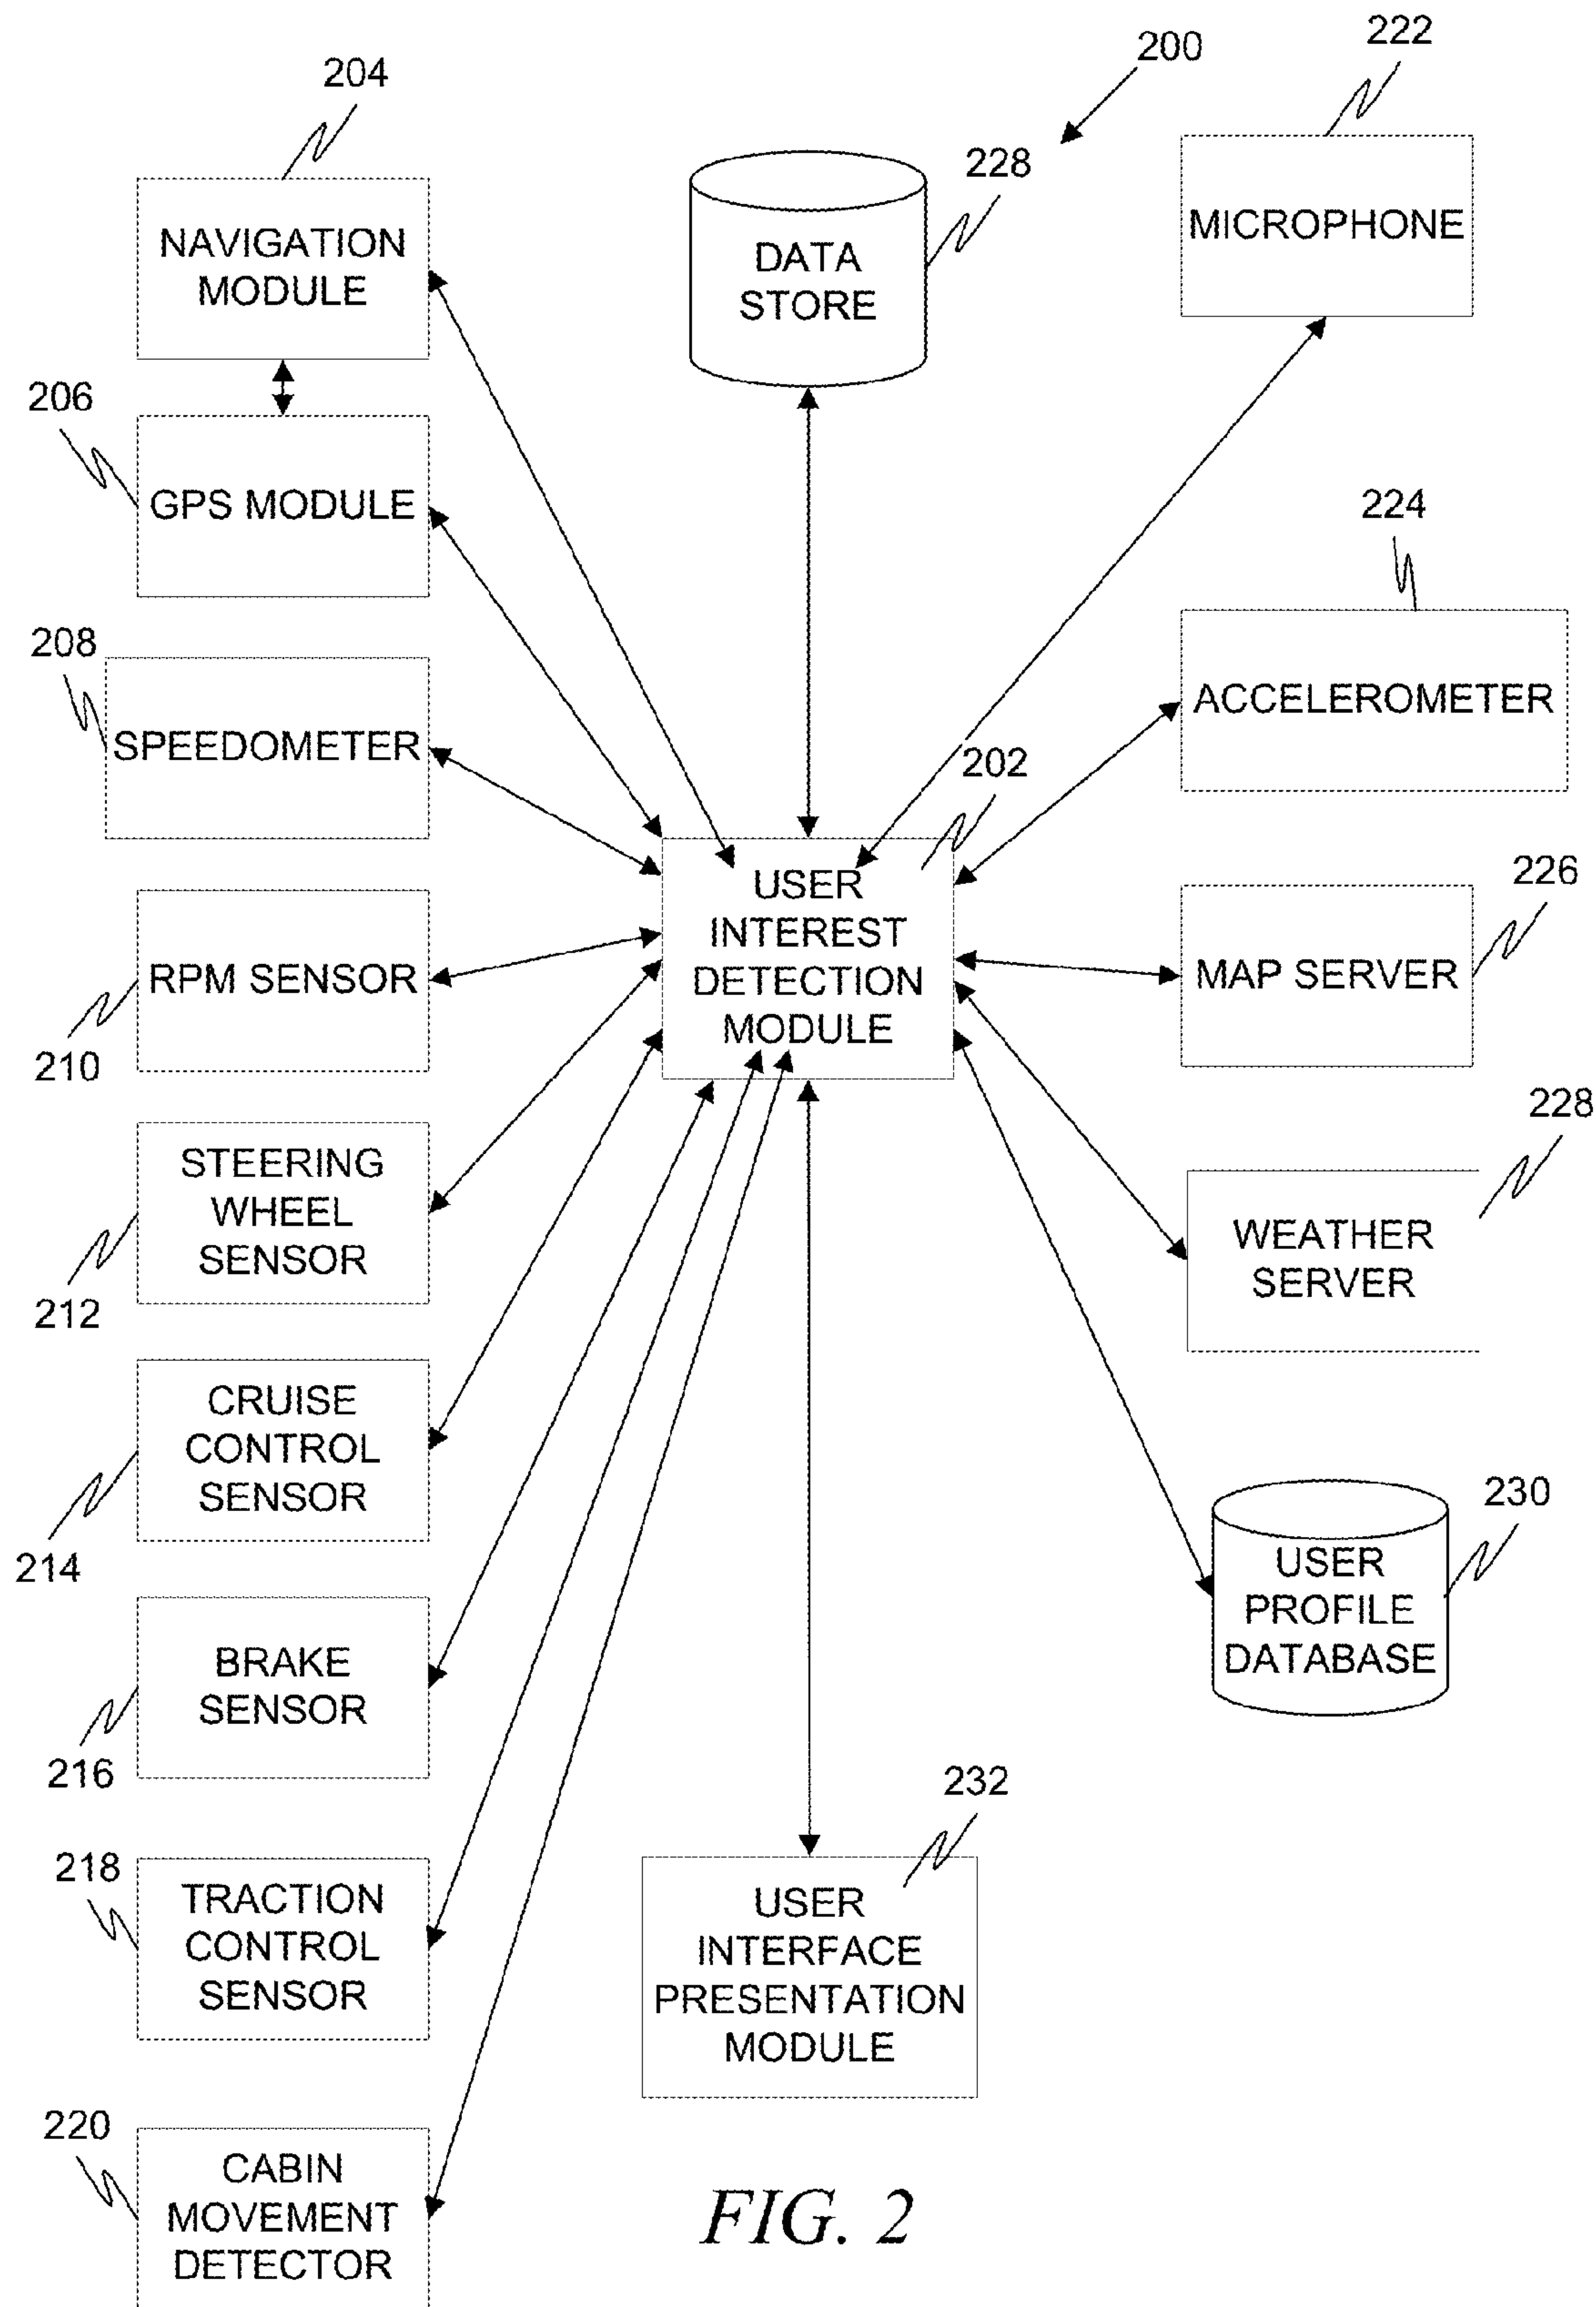 200
204
NAVIGATION
MODULE
206
GPS MODULE
208
SPEEDOMETER
RPM SENSOR
210
STEERING
WHEEL
SENSOR
212
CRUISE
CONTROL
SENSOR
214
BRAKE
SENSOR
216
218
TRACTION
CONTROL
SENSOR
220
CABIN
MOVEMENT
DETECTOR
228
DATA
STORE
202
USER
INTEREST
DETECTION
MODULE
232
USER
INTERFACE
PRESENTATION
MODULE
222
MICROPHONE
224
ACCELEROMETER
226
MAP SERVER
228
WEATHER
SERVER
230
USER
PROFILE
DATABASE
FIG. 2